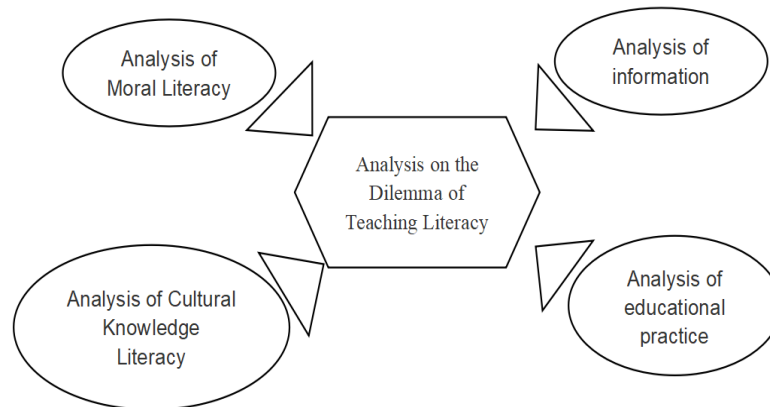 Analysis of
Moral Literacy
Analysis of
information
Analysis on the
Dilemma of
Teaching Literacy
Analysis of Cultural
Knowledge
Literacy
Analysis of
educational
practice